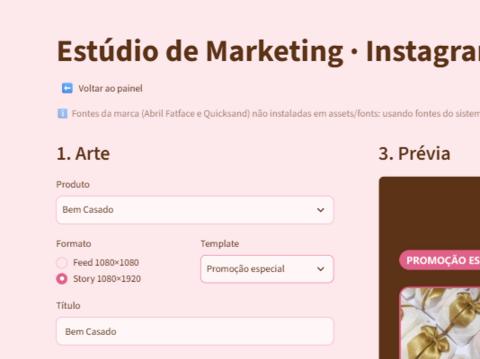 Estúdio de Marketing · Instagra
Voltar ao painel
Fontes da marca (Abril Fatface e Quicksand) não instaladas em assets/fonts: usando fontes do sistem
1. Arte
3. Prévia
Produto
Bem Casado
Formato
Template
Feed 1080×1080
Story 1080×1920
Promoção especial
PROMOÇÃO ES
Título
Bem Casado